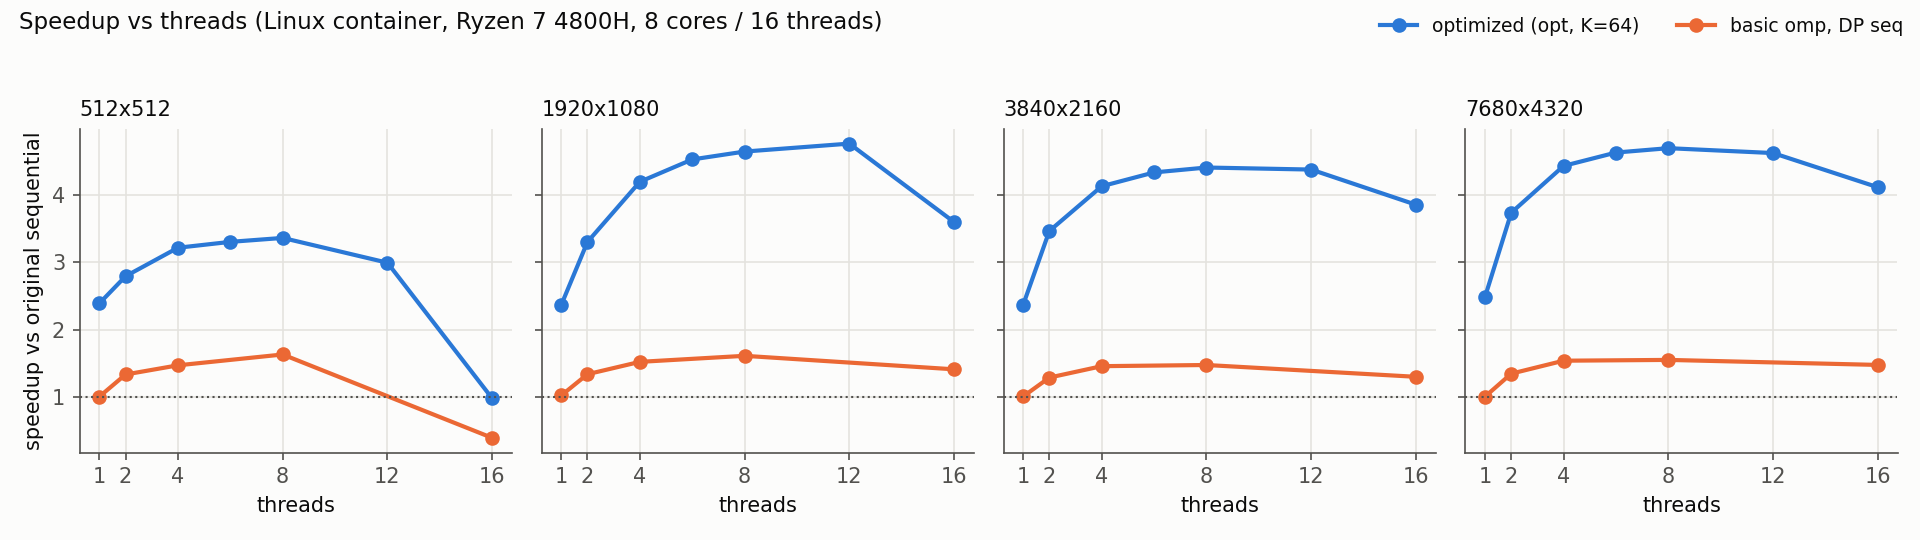 Speedup vs threads (Linux container, Ryzen 7 4800H, 8 cores / 16 threads)
optimized (opt, K=64)
basic omp, DP seq
512x512
1920x1080
3840x2160
7680x4320
speedup vs original sequential
4
3
2
1
1 2 4 8 12 16
1 2 4 8 12 16
1 2 4 8 12 16
1 2 4 8 12 16
threads
threads
threads
threads